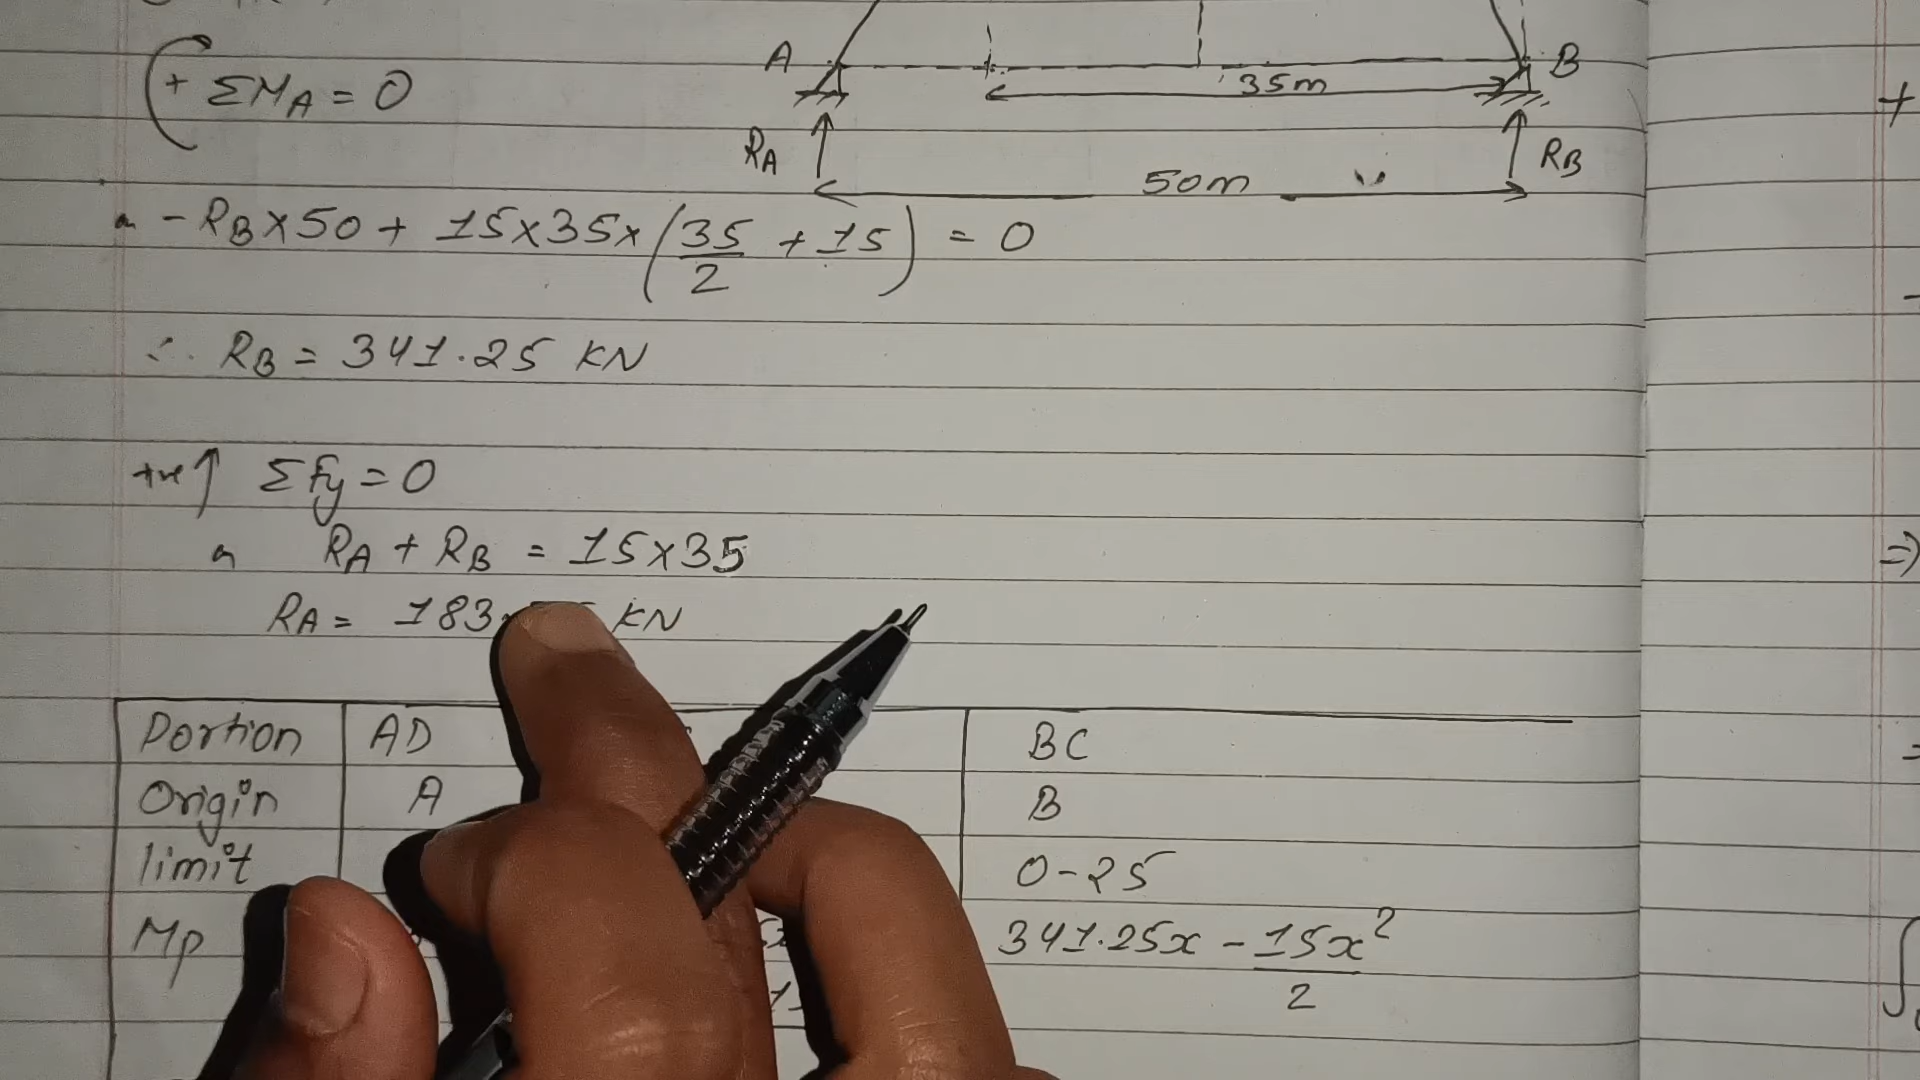 A B
+ ΣMA = 0
35m
RA RB
50m
- RB×50 + 15×35×(35/2 + 15) = 0
∴ RB = 341.25 KN
+ve ↑ ΣFy = 0
RA + RB = 15×35
RA = 183. KN
Portion AD BC
Origin A B
limit 0-25
Mp 341.25x - 15x²/2